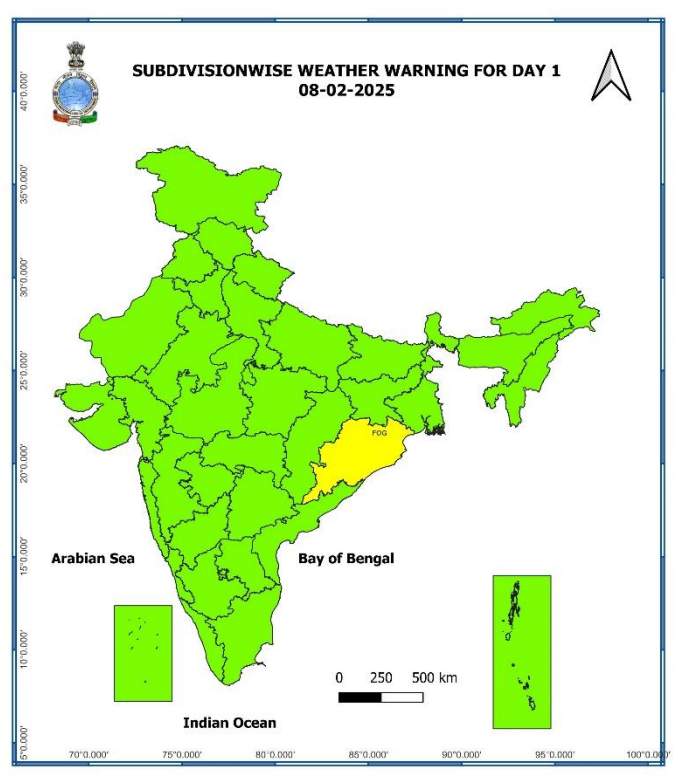 SUBDIVISIONWISE WEATHER WARNING FOR DAY 1
08-02-2025
40°0.000'
35°0.000'
30°0.000'
25°0.000'
20°0.000'
15°0.000'
10°0.000'
5°0.000'
FOG
Arabian Sea
Bay of Bengal
0 250 500 km
Indian Ocean
70°0.000' 75°0.000' 80°0.000' 85°0.000' 90°0.000' 95°0.000' 100°0.000'